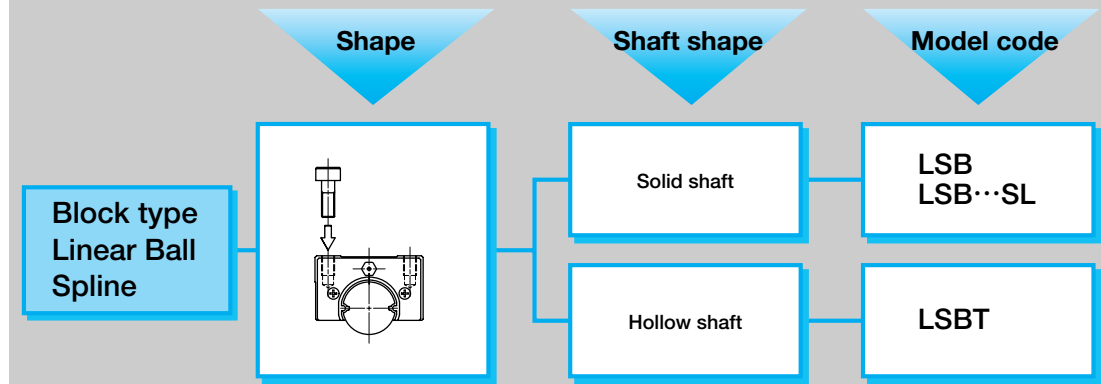 Shape
Shaft shape
Model code
Block type
Linear Ball
Spline
Solid shaft
LSB
LSB···SL
Hollow shaft
LSBT